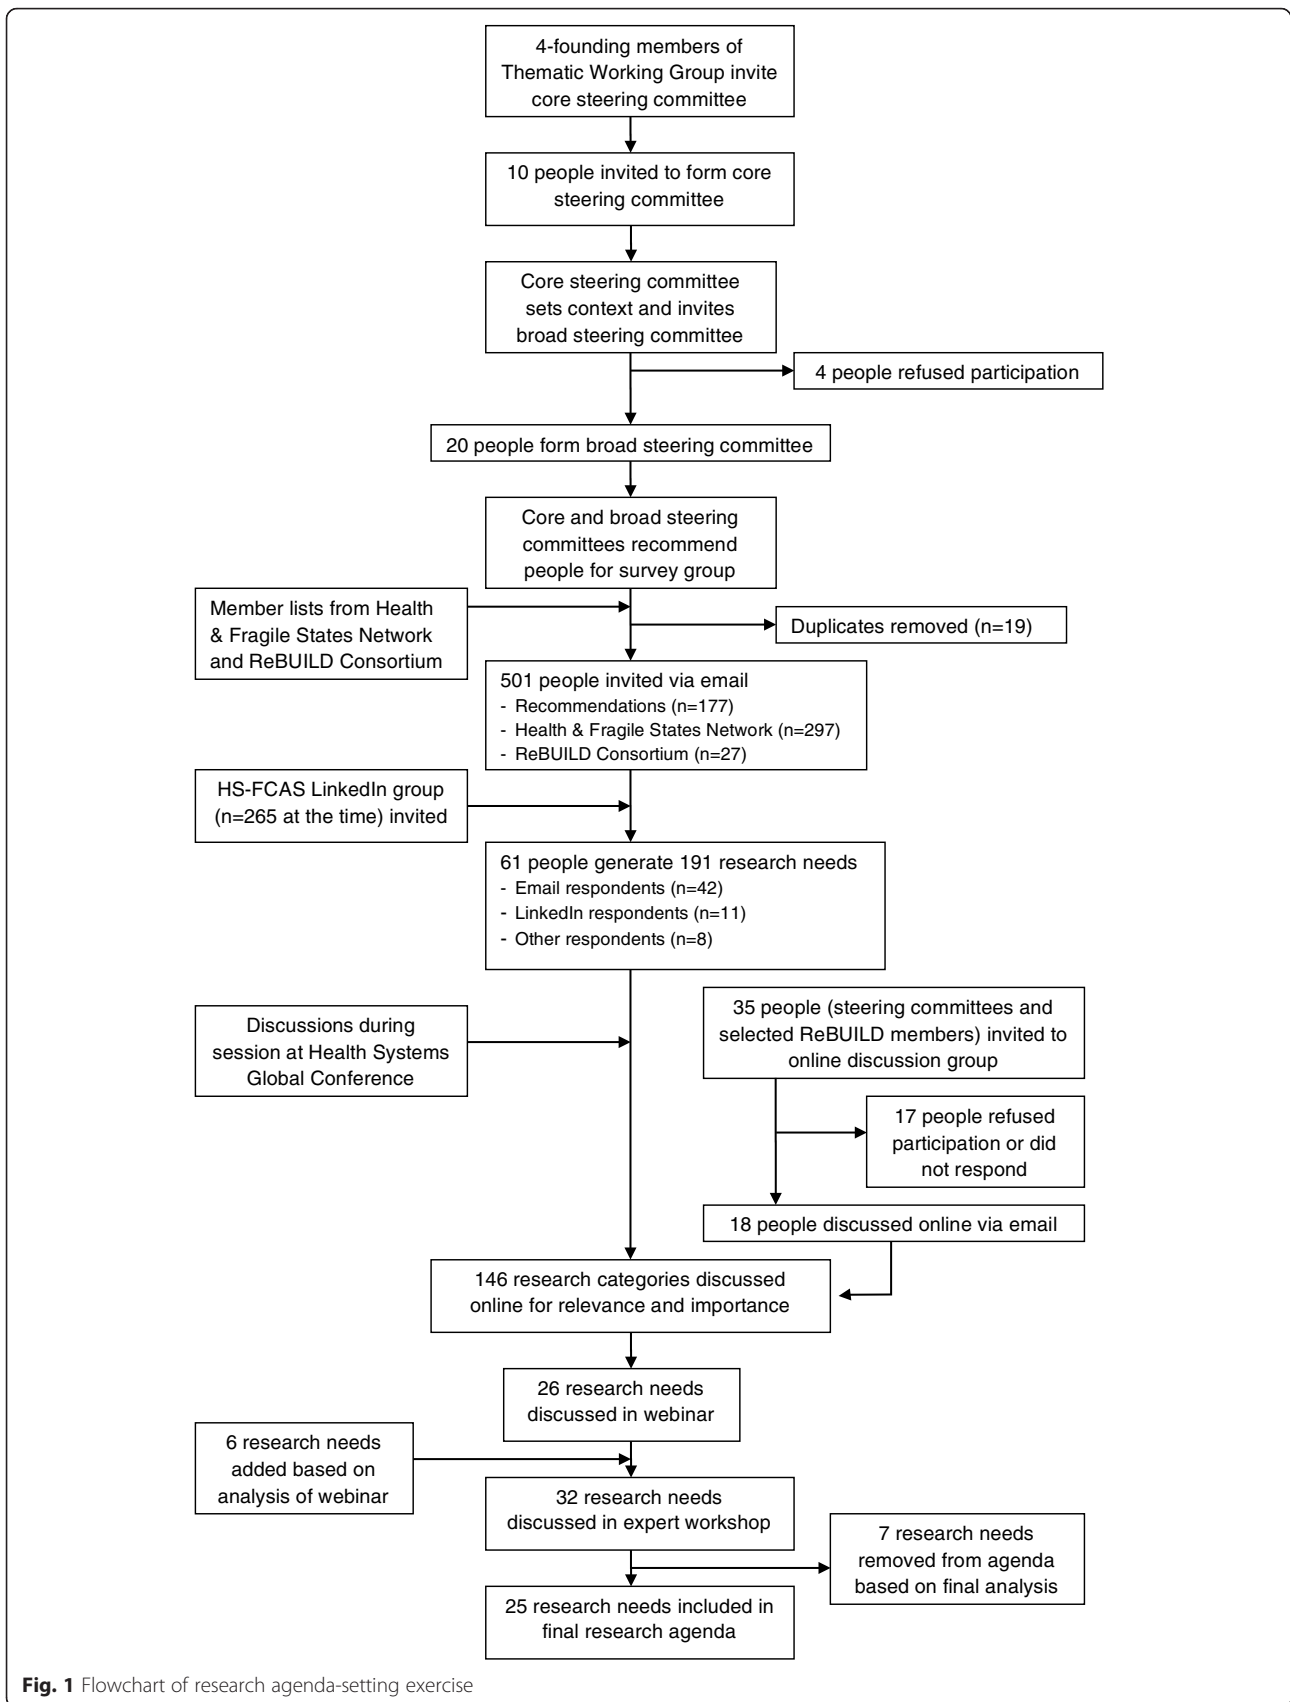 4-founding members of
Thematic Working Group invite
core steering committee
10 people invited to form core
steering committee
Core steering committee
sets context and invites
broad steering committee
4 people refused participation
20 people form broad steering committee
Core and broad steering
committees recommend
people for survey group
Member lists from Health
& Fragile States Network
and ReBUILD Consortium
Duplicates removed (n=19)
501 people invited via email
- Recommendations (n=177)
- Health & Fragile States Network (n=297)
- ReBUILD Consortium (n=27)
HS-FCAS LinkedIn group
(n=265 at the time) invited
61 people generate 191 research needs
- Email respondents (n=42)
- LinkedIn respondents (n=11)
- Other respondents (n=8)
Discussions during
session at Health Systems
Global Conference
35 people (steering committees and
selected ReBUILD members) invited to
online discussion group
17 people refused
participation or did
not respond
18 people discussed online via email
146 research categories discussed
online for relevance and importance
26 research needs
discussed in webinar
6 research needs
added based on
analysis of webinar
32 research needs
discussed in expert workshop
7 research needs
removed from agenda
based on final analysis
25 research needs included in
final research agenda
Fig. 1 Flowchart of research agenda-setting exercise